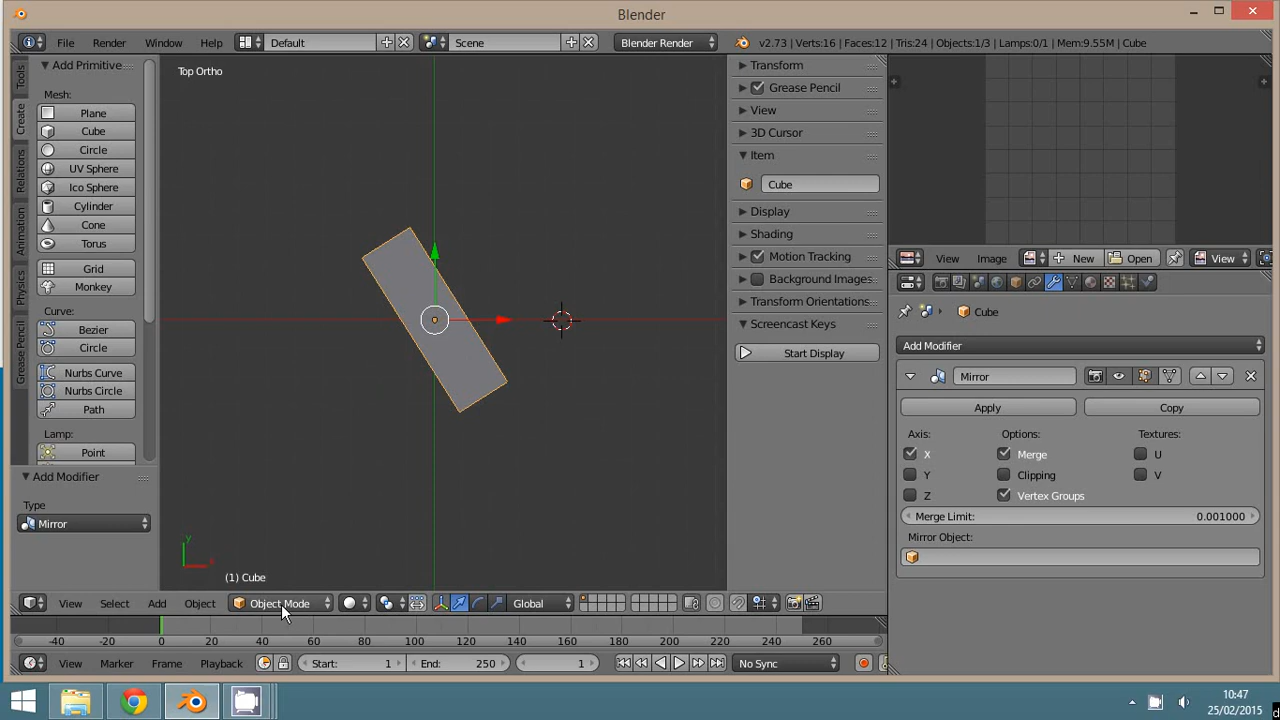 Blender
File Render Window Help Default Scene Blender Render v2.73 | Verts:16 | Faces:12 | Tris:24 | Objects:1/3 | Lamps:0/1 | Mem:9.55M | Cube
Tools
Create
Relations
Animation
Physics
Grease Pencil
Add Primitive
Mesh:
Plane
Cube
Circle
UV Sphere
Ico Sphere
Cylinder
Cone
Torus
Grid
Monkey
Curve:
Bezier
Circle
Nurbs Curve
Nurbs Circle
Path
Lamp:
Point
Add Modifier
Type
Mirror
Top Ortho
y
(1) Cube
Transform
Grease Pencil
View
3D Cursor
Item
Cube
Display
Shading
Motion Tracking
Background Images
Transform Orientations
Screencast Keys
Start Display
View Image New Open View
Cube
Add Modifier
Mirror
Apply Copy
Axis: Options: Textures:
X Merge U
Y Clipping V
Z Vertex Groups
Merge Limit: 0.001000
Mirror Object:
View Select Add Object Object Mode Global
-40 -20 0 20 40 60 80 100 120 140 160 180 200 220 240 260
View Marker Frame Playback Start: 1 End: 250 1 No Sync
10:47
25/02/2015